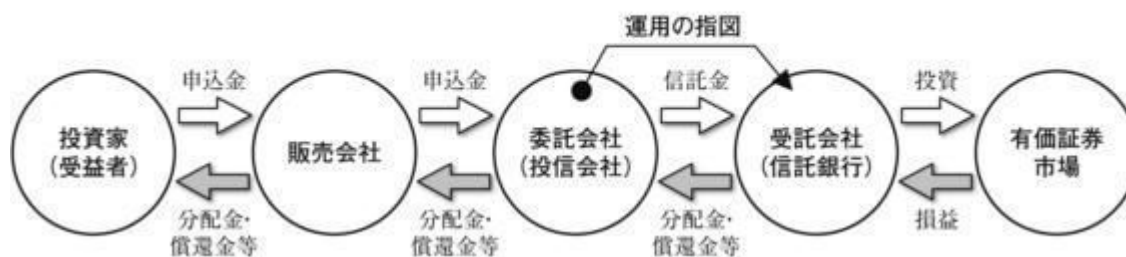 運用の指図
申込金
申込金
信託金
投資
投資家
(受益者)
販売会社
委託会社
(投信会社)
受託会社
(信託銀行)
有価証券
市場
分配金・
償還金等
分配金・
償還金等
分配金・
償還金等
損益